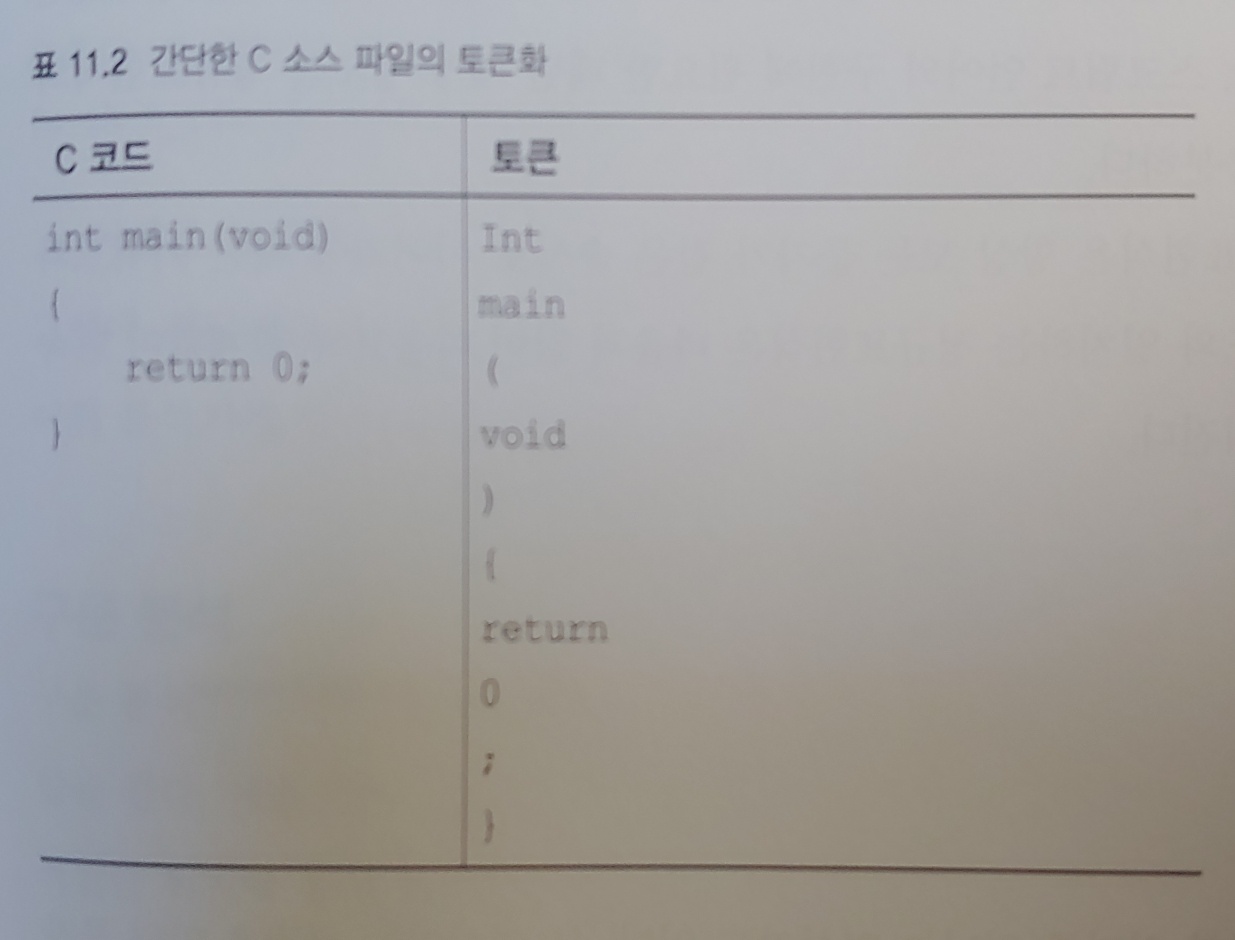 표 11.2 간단한 C 소스 파일의 토큰화
C 코드
토큰
int main(void)
{
return 0;
}
Int
main
(
void
)
{
return
0
;
}